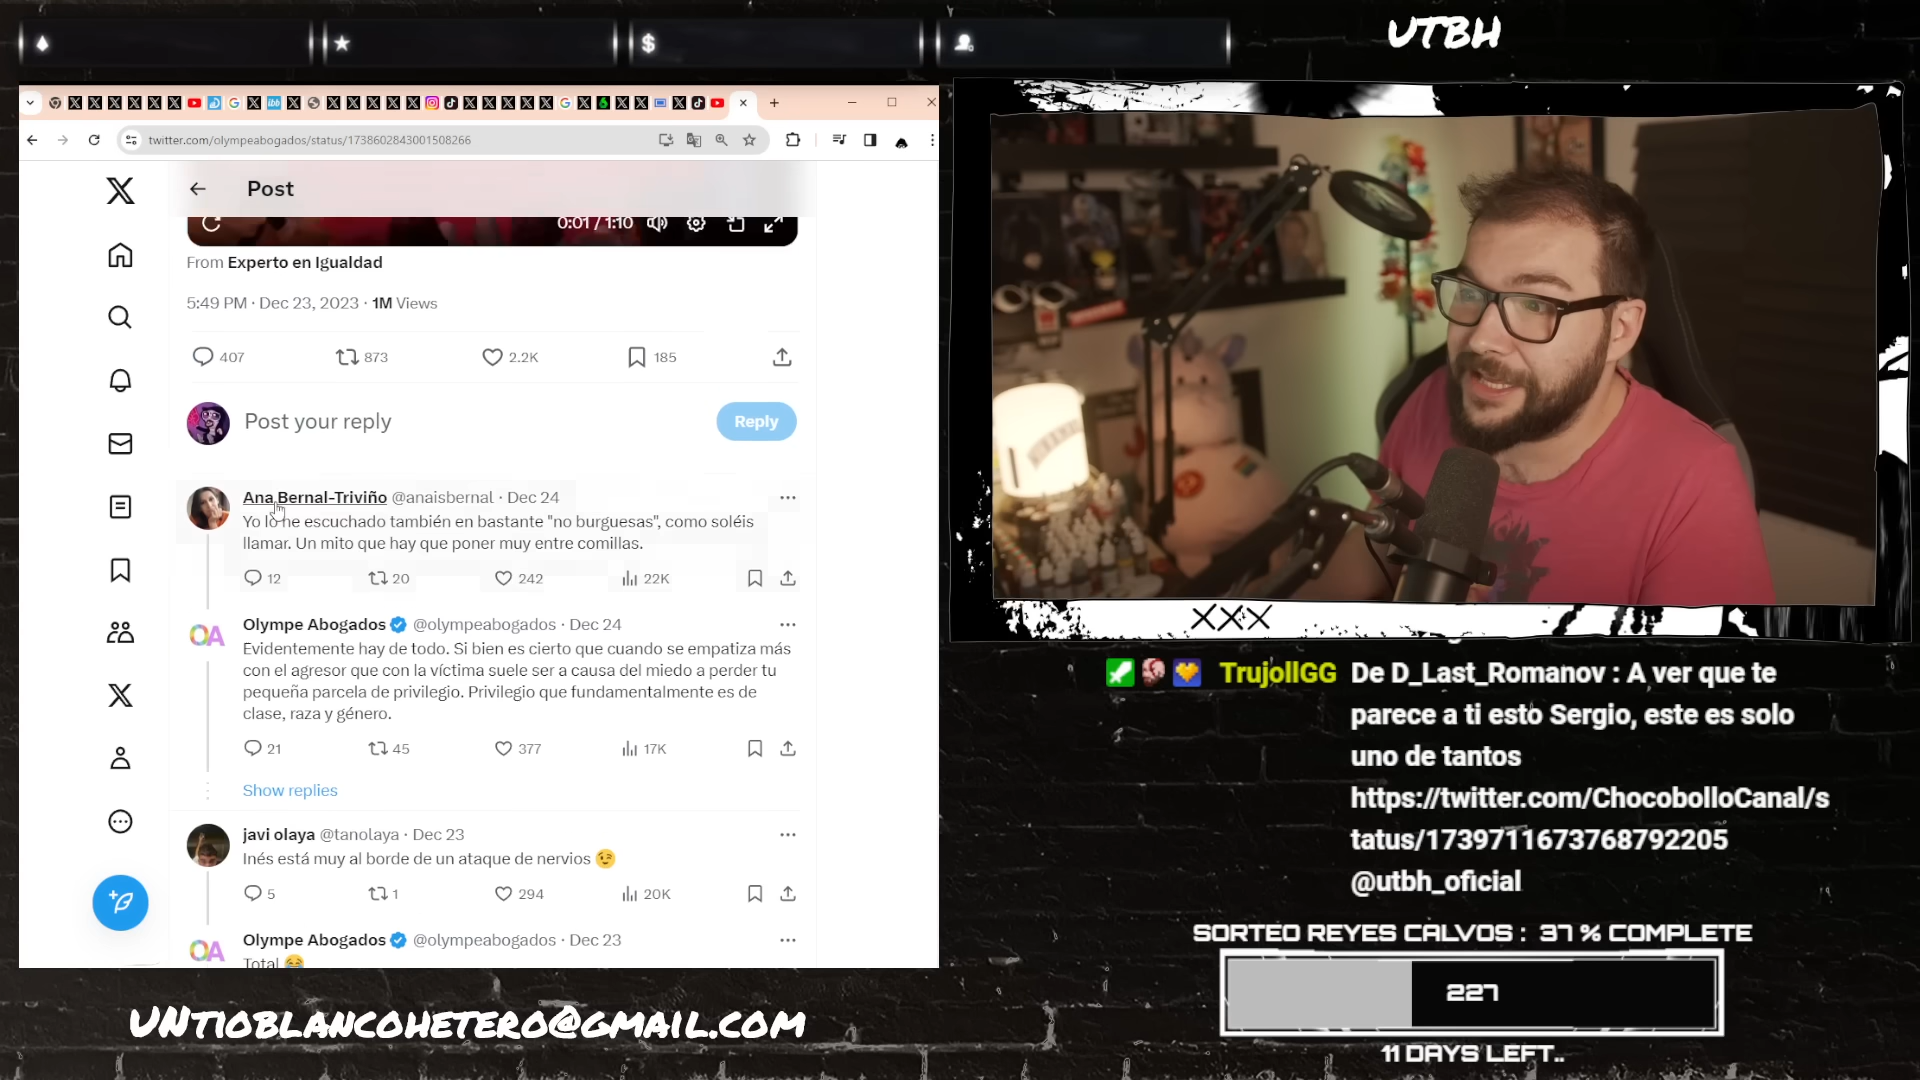 UTBH
twitter.com/olympeabogados/status/1738602843001508266
Post
0:01 / 1:10
From Experto en Igualdad
5:49 PM · Dec 23, 2023 · 1M Views
407 873 2.2K 185
Post your reply
Reply
Ana Bernal-Triviño @anaisbernal · Dec 24
Yo lo he escuchado también en bastante "no burguesas", como soléis
llamar. Un mito que hay que poner muy entre comillas.
12 20 242 22K
OA
Olympe Abogados @olympeabogados · Dec 24
Evidentemente hay de todo. Si bien es cierto que cuando se empatiza más
con el agresor que con la víctima suele ser a causa del miedo a perder tu
pequeña parcela de privilegio. Privilegio que fundamentalmente es de
clase, raza y género.
21 45 377 17K
Show replies
javi olaya @tanolaya · Dec 23
Inés está muy al borde de un ataque de nervios 😉
5 1 294 20K
OA
Olympe Abogados @olympeabogados · Dec 23
Total 😂
XXX
TrujollGG De D_Last_Romanov : A ver que te
parece a ti esto Sergio, este es solo
uno de tantos
https://twitter.com/ChocobolloCanal/s
tatus/1739711673768792205
@utbh_oficial
SORTEO REYES CALVOS : 37 % COMPLETE
227
11 DAYS LEFT..
UNTIOBLANCOHETERO@GMAIL.COM